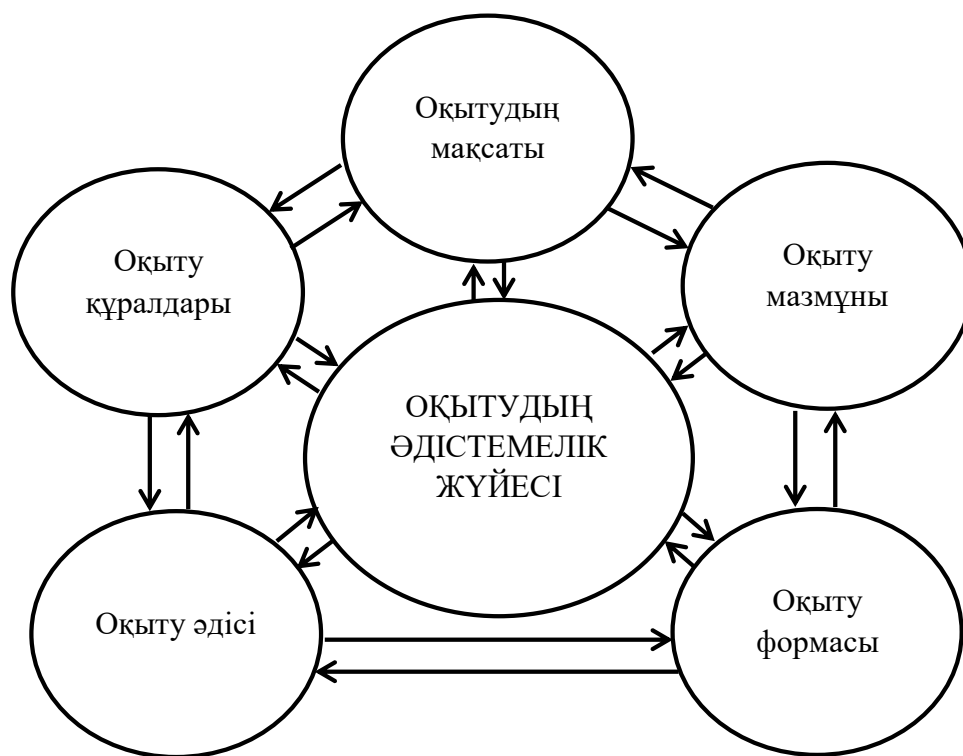 Оқытудың
мақсаты
Оқыту
құралдары
Оқыту
мазмұны
ОҚЫТУДЫҢ
ӘДІСТЕМЕЛІК
ЖҮЙЕСІ
Оқыту әдісі
Оқыту
формасы